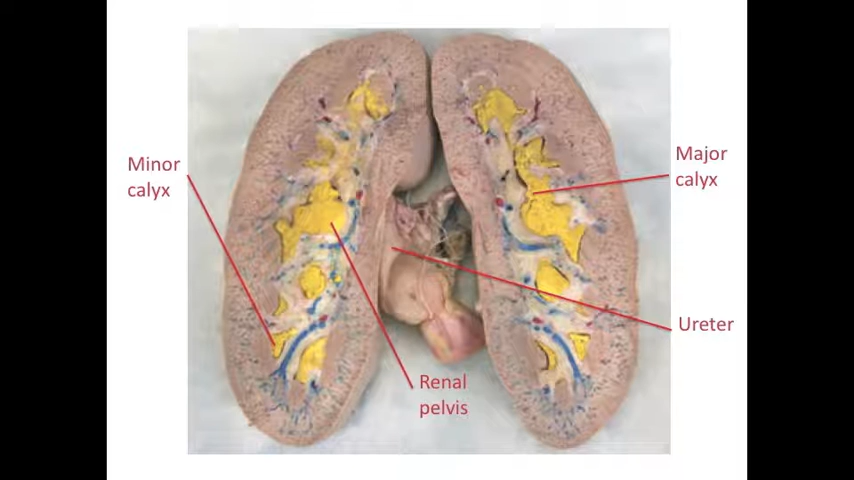 Minor
calyx
Major
calyx
Ureter
Renal
pelvis